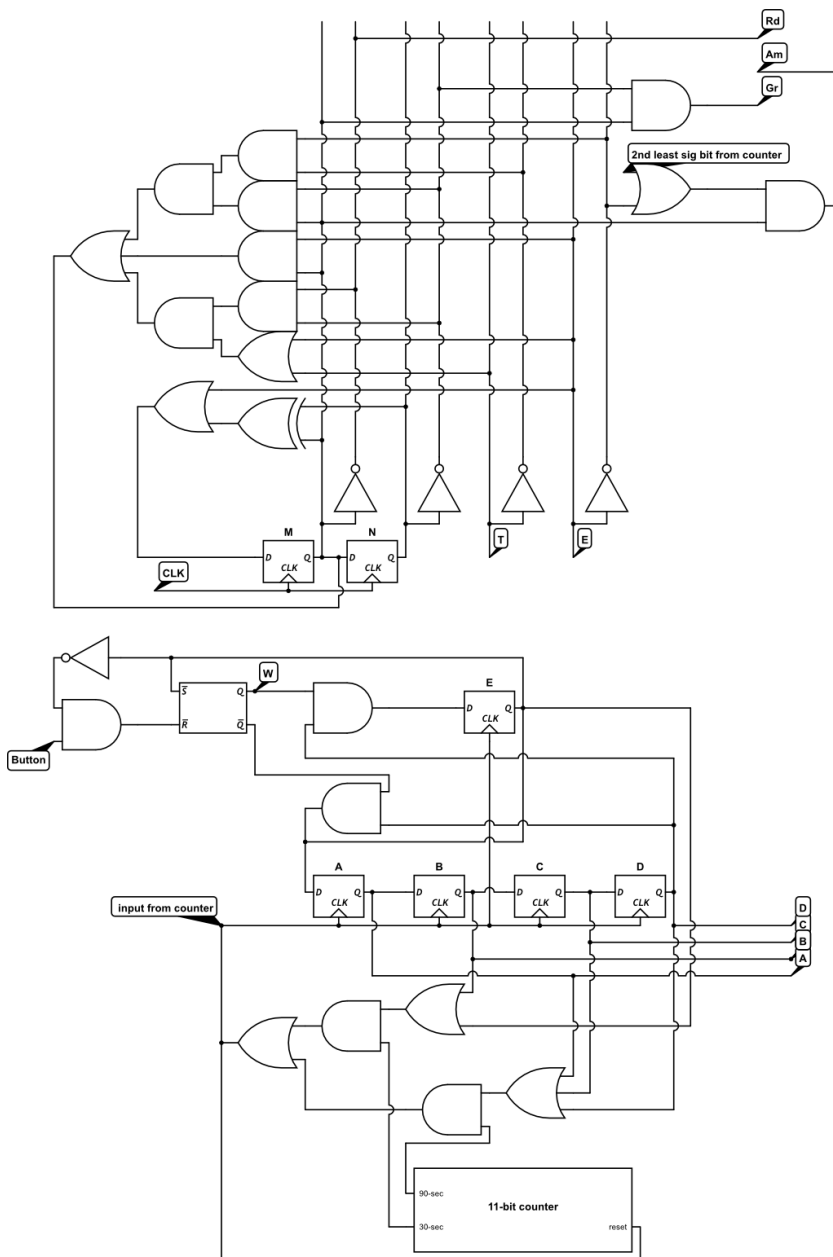 Rd
Am
Gr
2nd least sig bit from counter
M
N
D Q
CLK
D Q
CLK
T
E
CLK
W
S̅ Q
R̅ Q̅
E
D Q
CLK
Button
A
B
C
D
D Q
CLK
D Q
CLK
D Q
CLK
D Q
CLK
input from counter
D
C
B
A
90-sec
11-bit counter
30-sec
reset